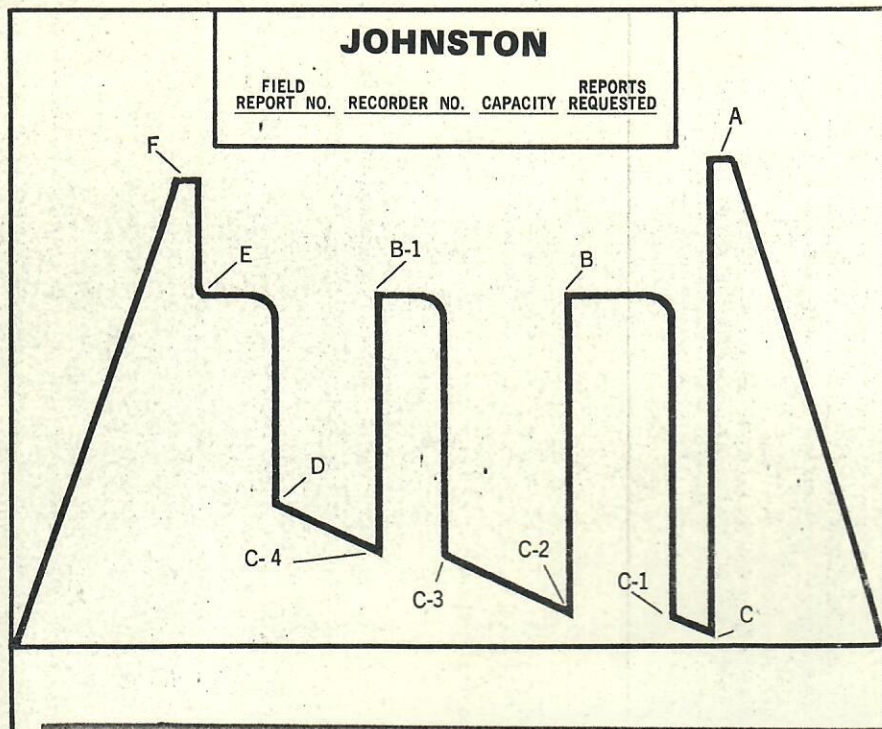 JOHNSTON
FIELD REPORT NO. RECORDER NO. CAPACITY REPORTS REQUESTED
A
F
B-1
B
E
D
C-4
C-2
C-3
C-1
C